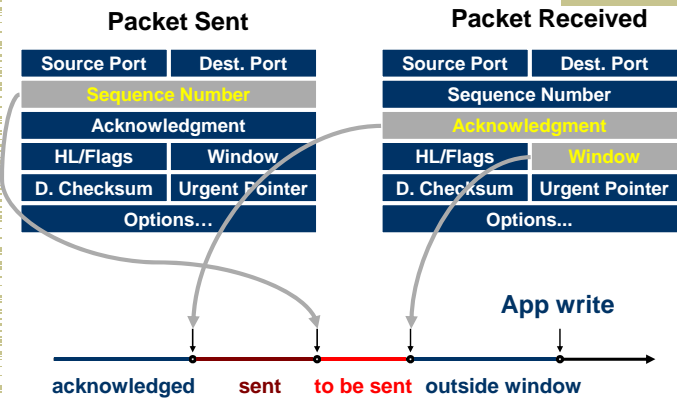 Packet Sent
Packet Received
Source Port Dest. Port
Sequence Number
Acknowledgment
HL/Flags Window
D. Checksum Urgent Pointer
Options…
Source Port Dest. Port
Sequence Number
Acknowledgment
HL/Flags Window
D. Checksum Urgent Pointer
Options...
App write
acknowledged sent to be sent outside window